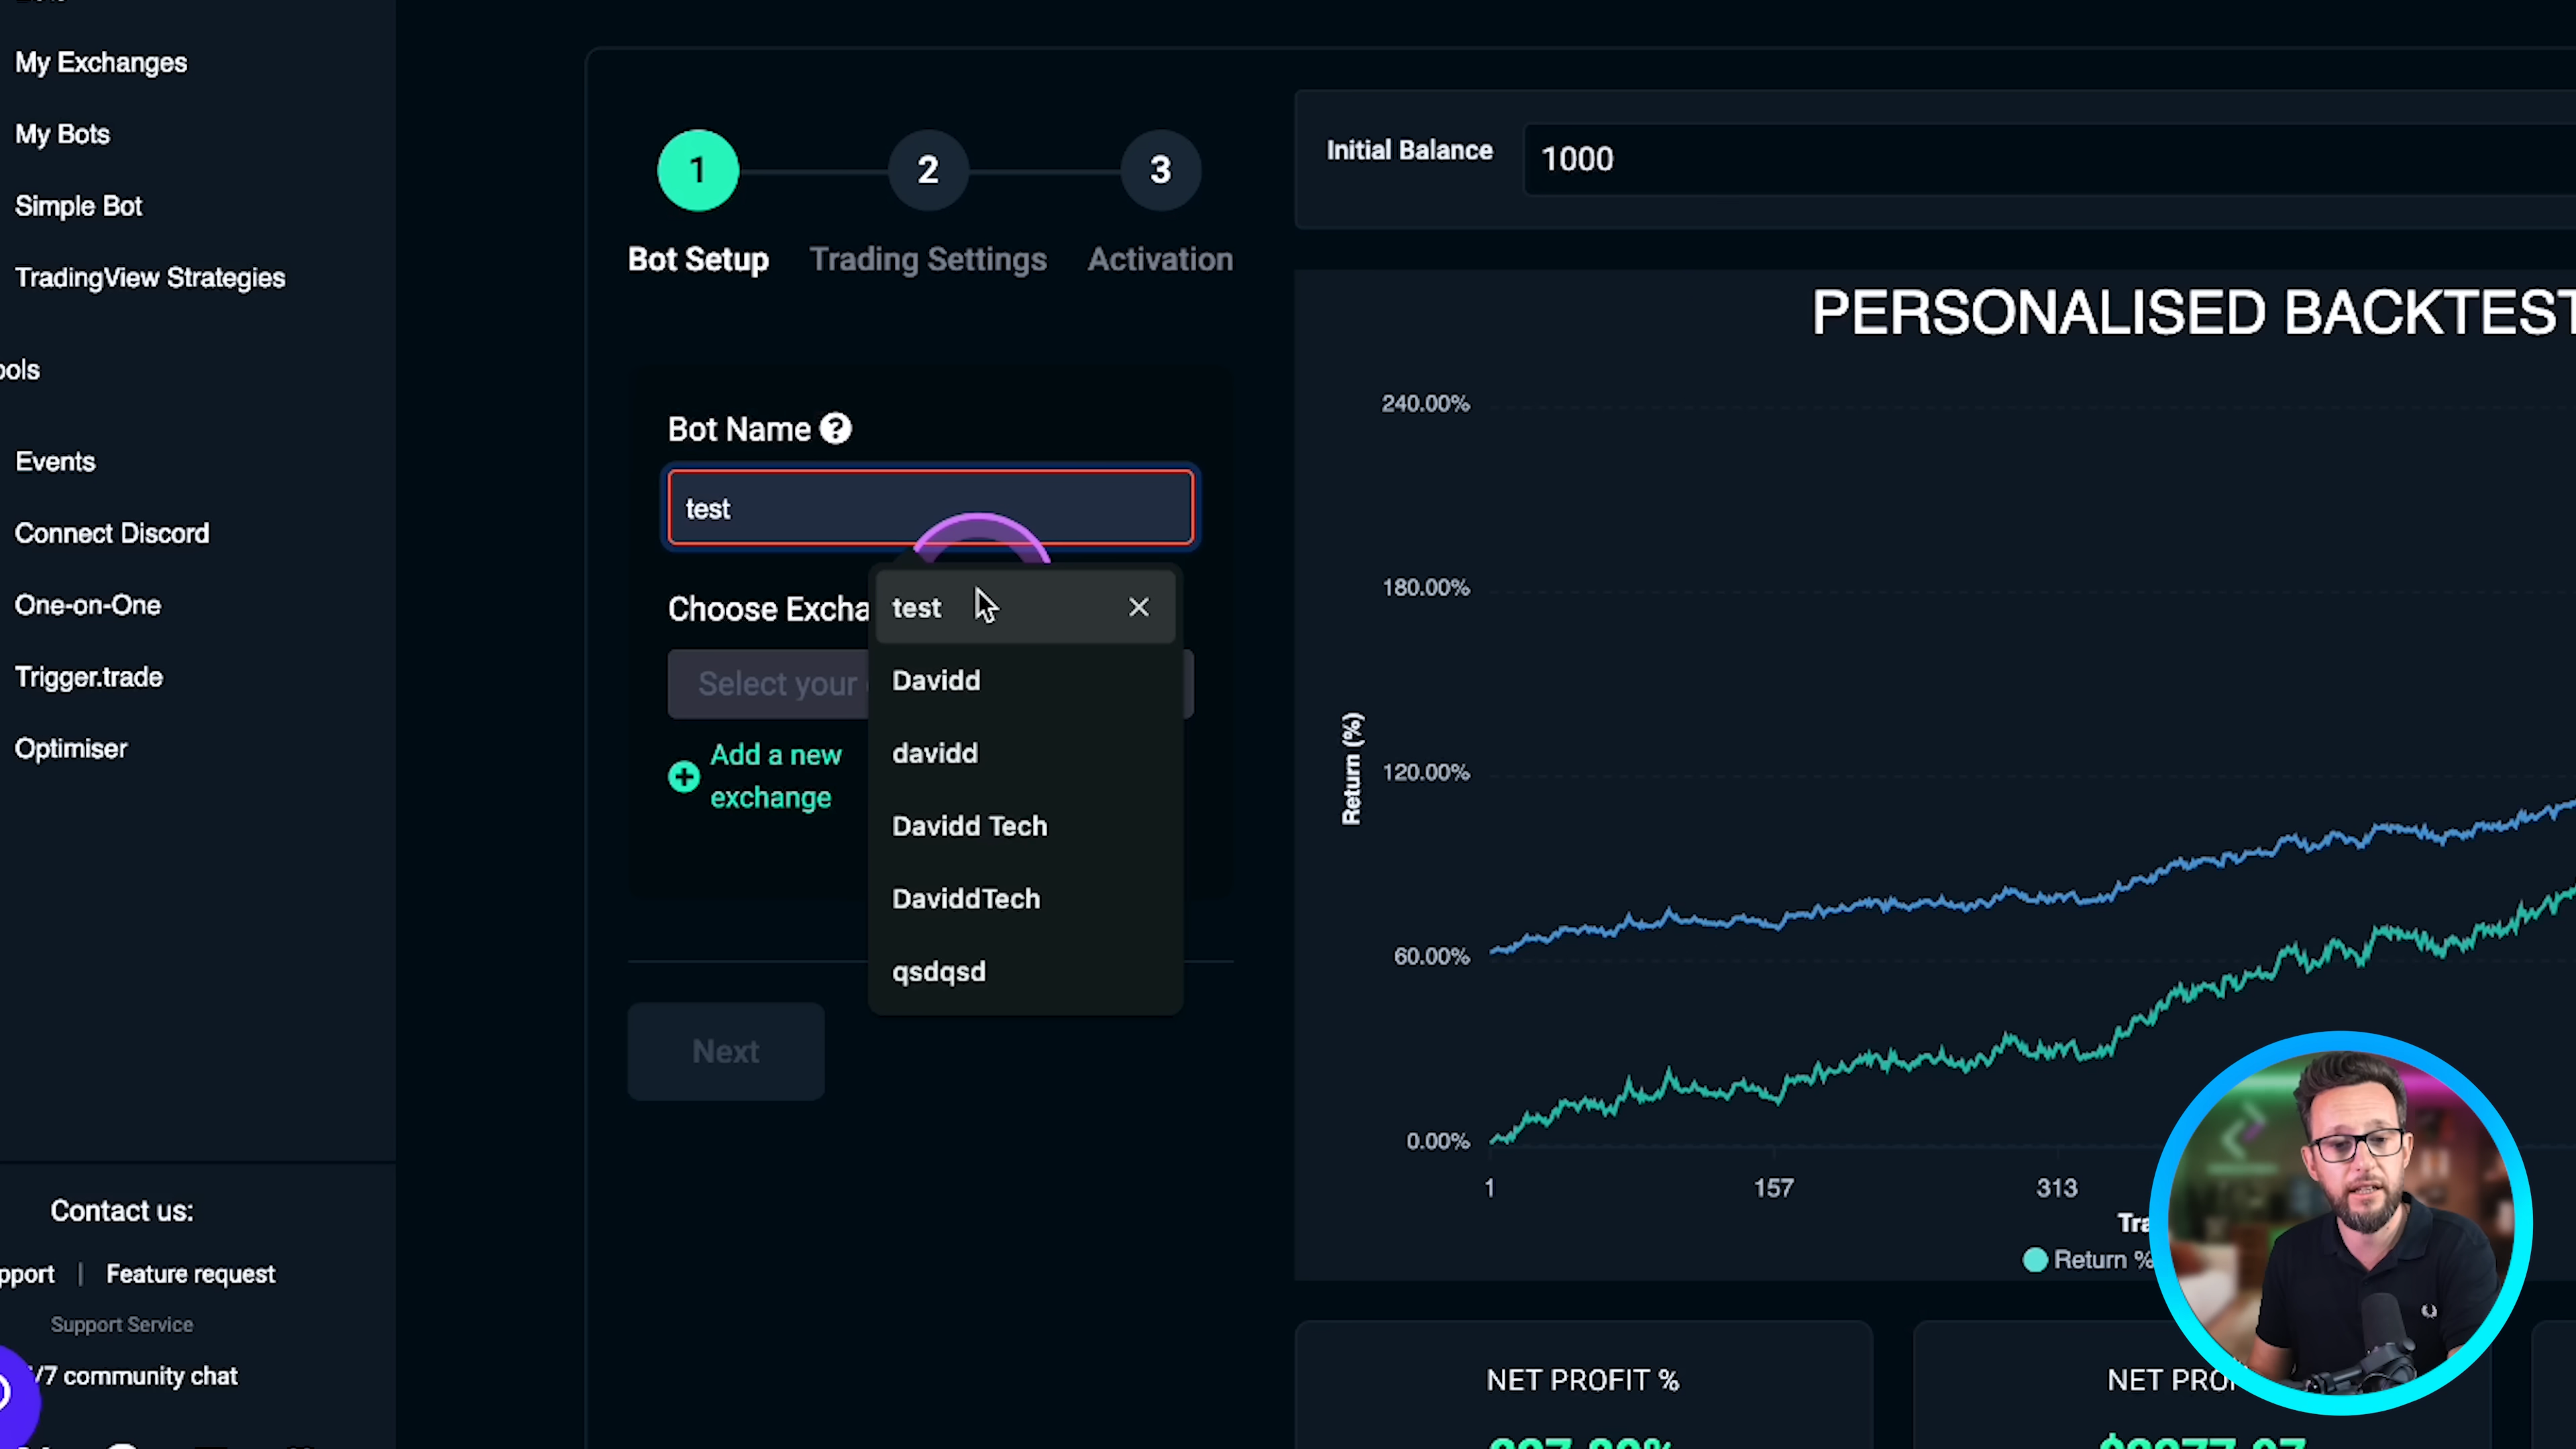 My Exchanges
My Bots
Simple Bot
TradingView Strategies
ools
Events
Connect Discord
One-on-One
Trigger.trade
Optimiser
Contact us:
pport | Feature request
Support Service
/7 community chat
1
2
3
Bot Setup
Trading Settings
Activation
Bot Name ?
test
Choose Excha
Select your
Add a new
exchange
test
Davidd
davidd
Davidd Tech
DaviddTech
qsdqsd
Next
Initial Balance
1000
PERSONALISED BACKTEST
240.00%
180.00%
120.00%
60.00%
0.00%
Return (%)
1
157
313
Tra
Return %
NET PROFIT %
NET PROF